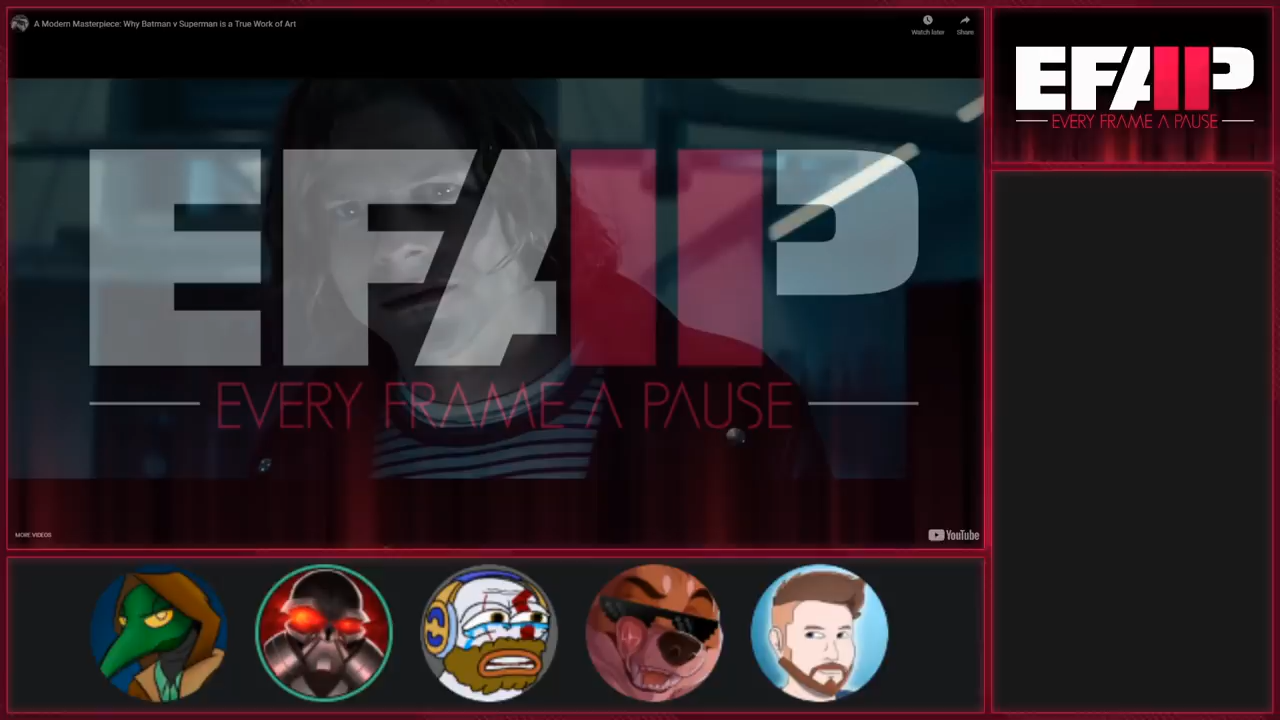 A Modern Masterpiece: Why Batman v Superman is a True Work of Art
Watch later
Share
EFAP
EVERY FRAME A PAUSE
EFAP
EVERY FRAME A PAUSE
MORE VIDEOS
YouTube